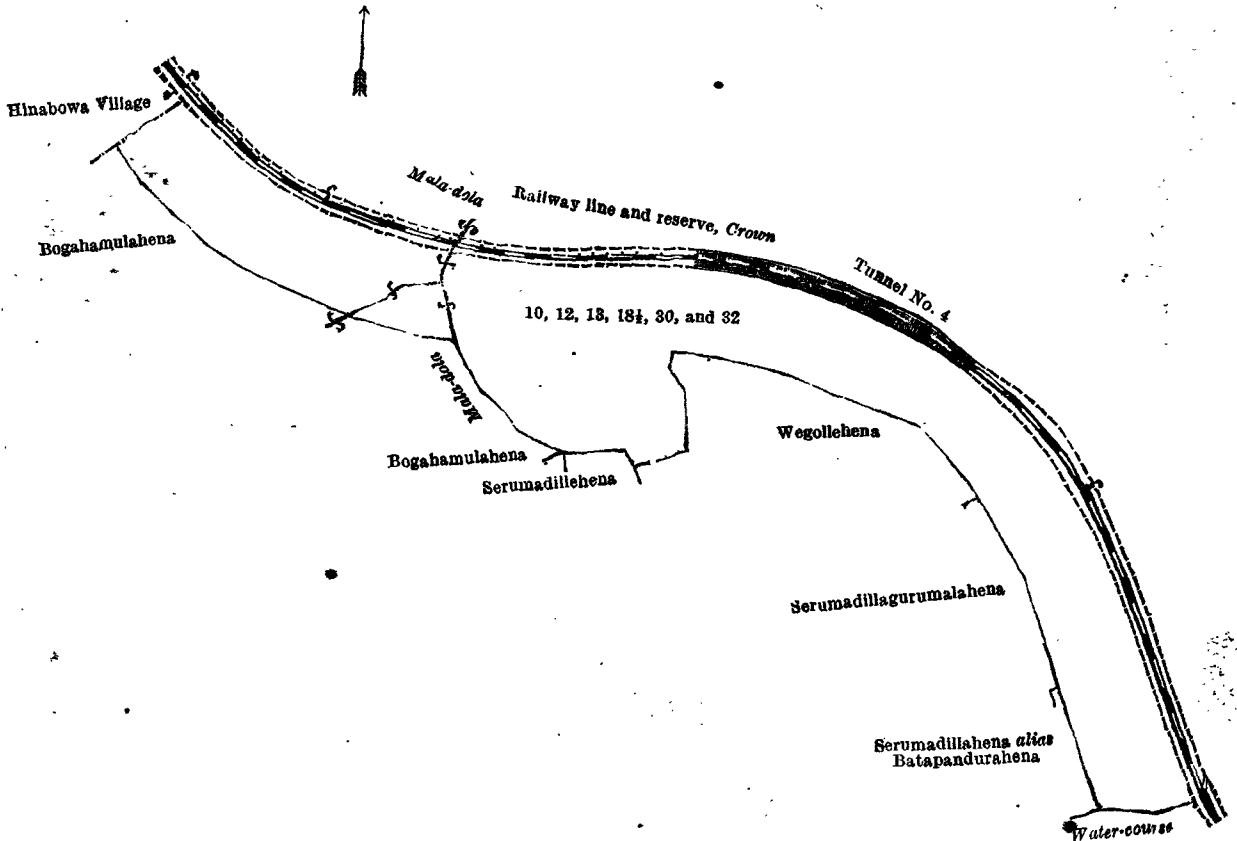 Hinabowa Village
Mala-dola
Railway line and reserve, Crown
Bogahamulahena
Tunnel No. 4
10, 12, 13, 18½, 30, and 32
Mala-dola
Wegollehena
Bogahamulahena
Serumadillehena
Serumadillagurumalahena
Serumadillahena alias
Batapandurahena
Water-course